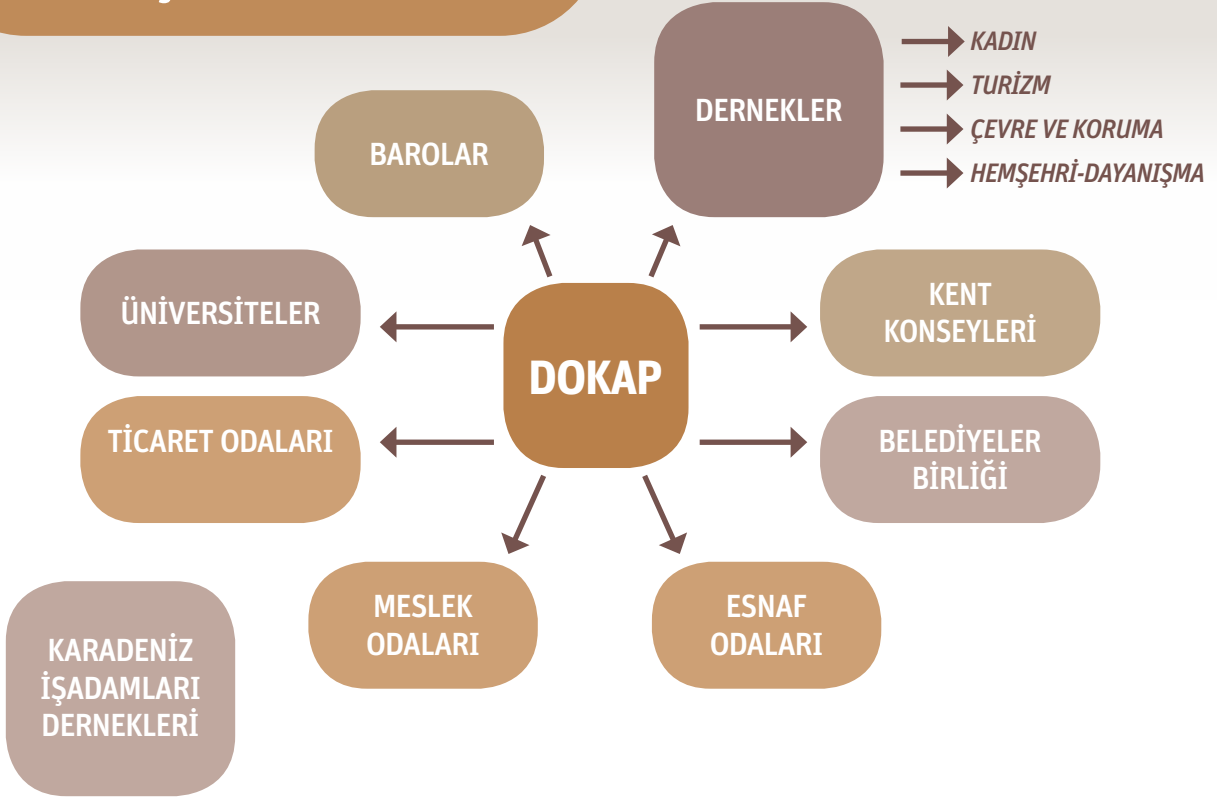 DERNEKLER
KADIN
TURİZM
ÇEVRE VE KORUMA
HEMŞEHRİ-DAYANIŞMA
BAROLAR
ÜNİVERSİTELER
KENT
KONSEYLERİ
DOKAP
TİCARET ODALARI
BELEDİYELER
BİRLİĞİ
MESLEK
ODALARI
ESNAF
ODALARI
KARADENİZ
İŞADAMLARI
DERNEKLERİ